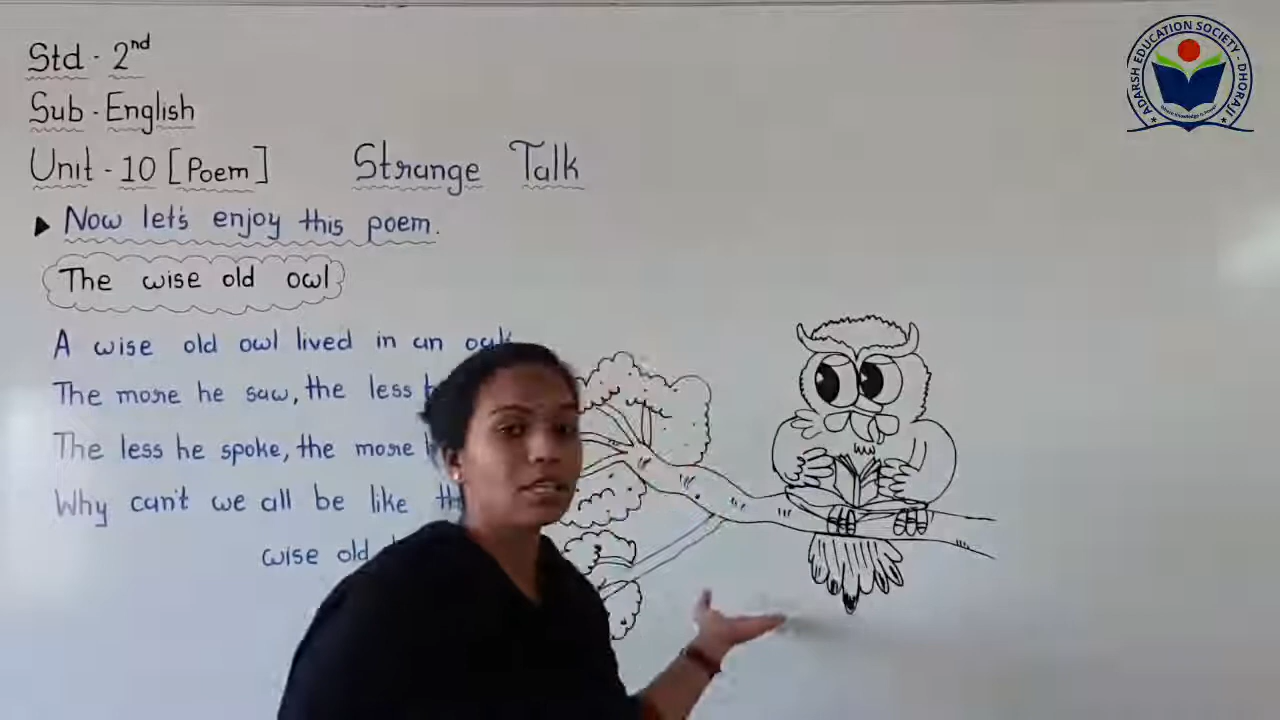 Std - 2nd
Sub - English
Unit - 10 [Poem] Strange Talk
Now let's enjoy this poem.
The wise old owl
A wise old owl lived in an oak
The more he saw, the less
The less he spoke, the more
Why can't we all be like
wise old
ADARSH EDUCATION SOCIETY - DHORAJI